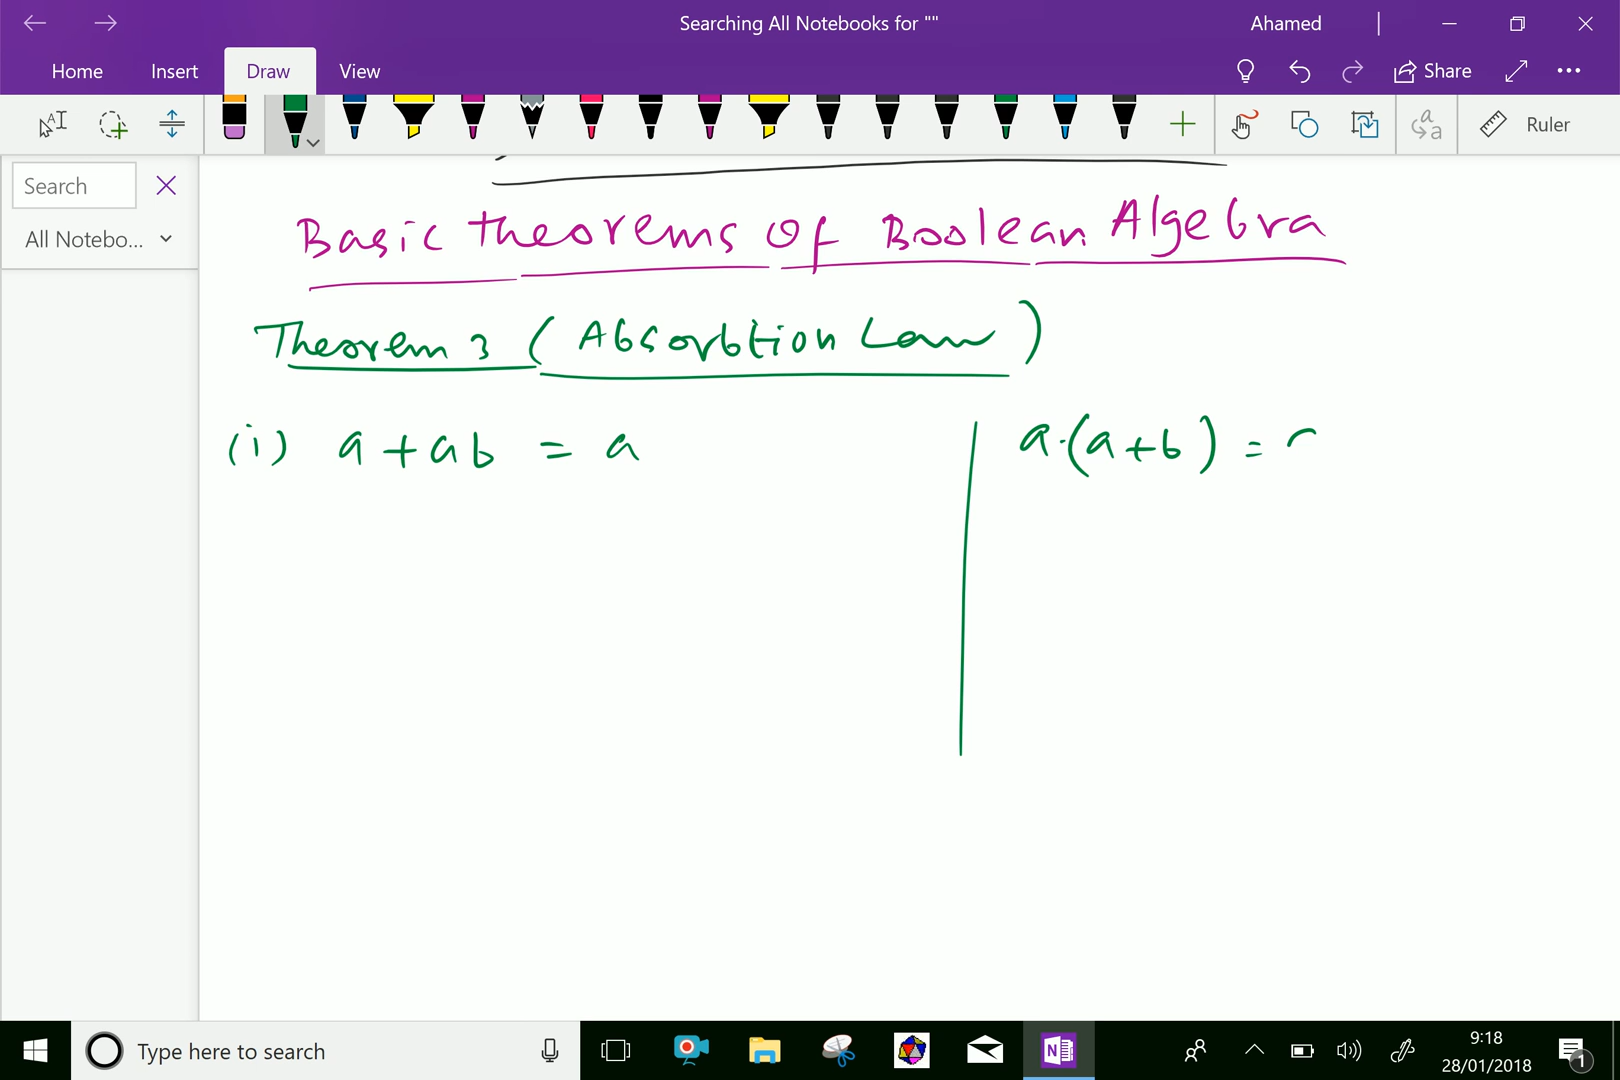 Searching All Notebooks for ""
Ahamed
Home Insert Draw View
Share
Ruler
Search
All Notebo...
Basic theorems Of Boolean Algebra
Theorem 3 ( Absorbtion Law )
(i) a + ab = a
a.(a+b) =
Type here to search
9:18
28/01/2018
1